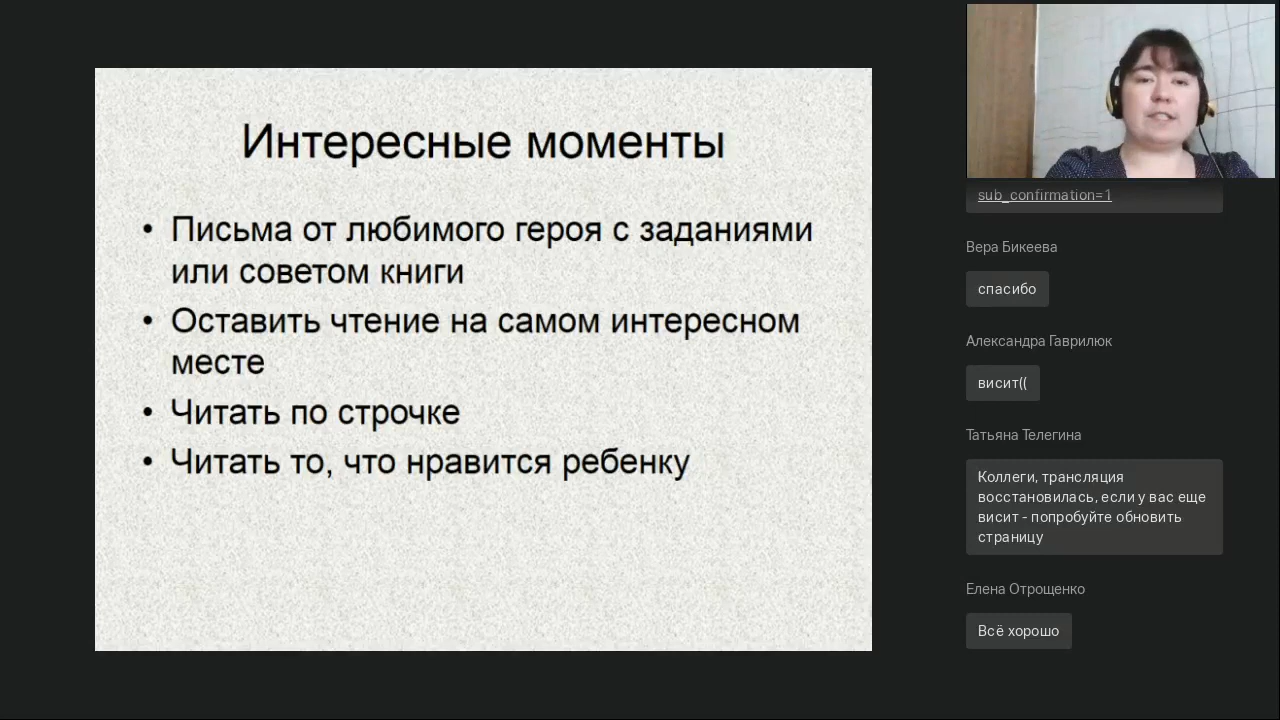 Интересные моменты
• Письма от любимого героя с заданиями
или советом книги
• Оставить чтение на самом интересном
месте
• Читать по строчке
• Читать то, что нравится ребенку
sub_confirmation=1
Вера Бикеева
спасибо
Александра Гаврилюк
висит((
Татьяна Телегина
Коллеги, трансляция
восстановилась, если у вас еще
висит - попробуйте обновить
страницу
Елена Отрощенко
Всё хорошо